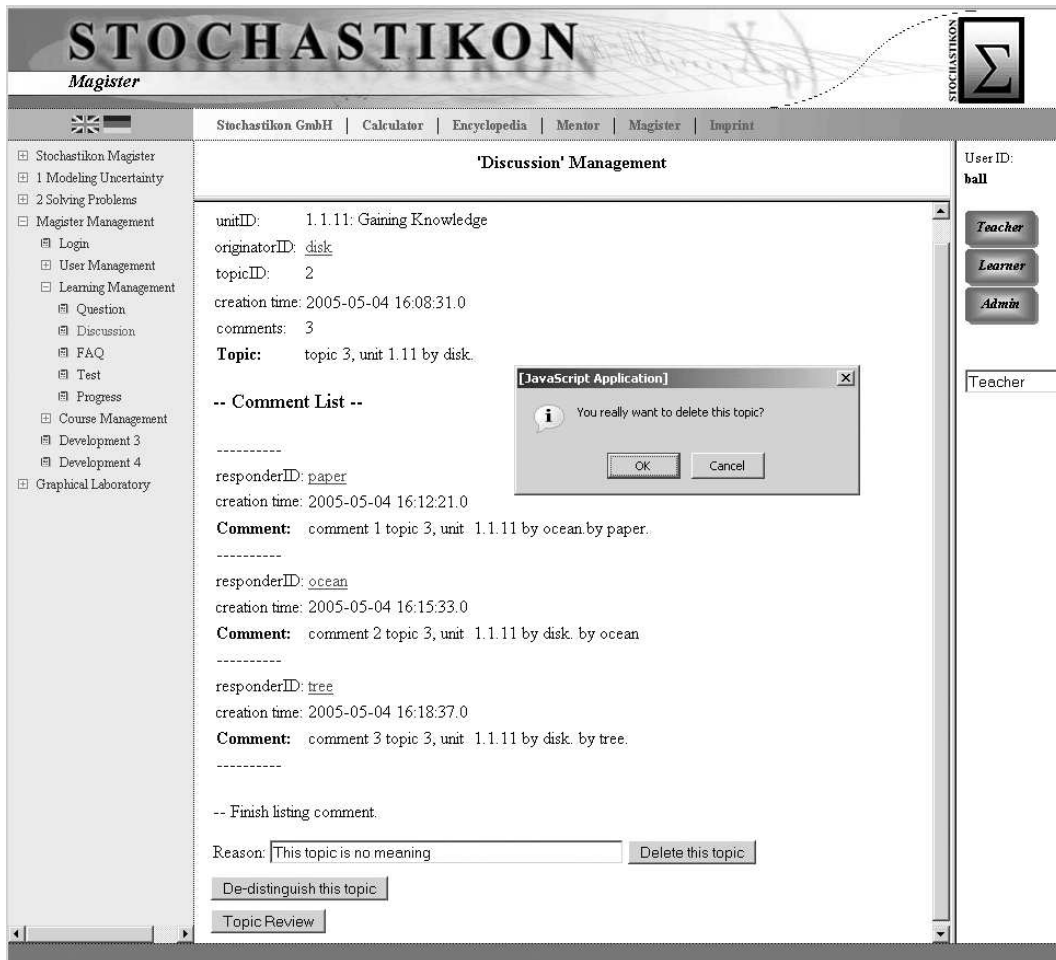 STOCHASTIKON
Magister
STOCHASTIKON
Σ
Stochastikon GmbH | Calculator | Encyclopedia | Mentor | Magister | Imprint
Stochastikon Magister
1 Modeling Uncertainty
2 Solving Problems
Magister Management
Login
User Management
Learning Management
Question
Discussion
FAQ
Test
Progress
Course Management
Development 3
Development 4
Graphical Laboratory
'Discussion' Management
unitID: 1.1.11: Gaining Knowledge
originatorID: disk
topicID: 2
creation time: 2005-05-04 16:08:31.0
comments: 3
Topic: topic 3, unit 1.11 by disk.
-- Comment List --
----------
responderID: paper
creation time: 2005-05-04 16:12:21.0
Comment: comment 1 topic 3, unit 1.1.11 by ocean.by paper.
----------
responderID: ocean
creation time: 2005-05-04 16:15:33.0
Comment: comment 2 topic 3, unit 1.1.11 by disk. by ocean
----------
responderID: tree
creation time: 2005-05-04 16:18:37.0
Comment: comment 3 topic 3, unit 1.1.11 by disk. by tree.
----------
-- Finish listing comment.
Reason: This topic is no meaning Delete this topic
De-distinguish this topic
Topic Review
[JavaScript Application]
You really want to delete this topic?
OK Cancel
User ID:
ball
Teacher
Learner
Admin
Teacher